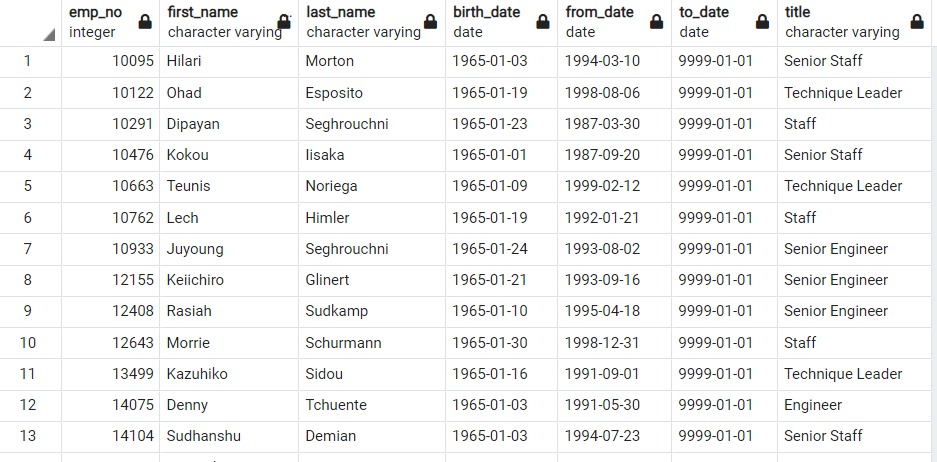 emp_no first_name last_name birth_date from_date to_date title
integer character varying character varying date date date character varying
1 10095 Hilari Morton 1965-01-03 1994-03-10 9999-01-01 Senior Staff
2 10122 Ohad Esposito 1965-01-19 1998-08-06 9999-01-01 Technique Leader
3 10291 Dipayan Seghrouchni 1965-01-23 1987-03-30 9999-01-01 Staff
4 10476 Kokou Iisaka 1965-01-01 1987-09-20 9999-01-01 Senior Staff
5 10663 Teunis Noriega 1965-01-09 1999-02-12 9999-01-01 Technique Leader
6 10762 Lech Himler 1965-01-19 1992-01-21 9999-01-01 Staff
7 10933 Juyoung Seghrouchni 1965-01-24 1993-08-02 9999-01-01 Senior Engineer
8 12155 Keiichiro Glinert 1965-01-21 1993-09-16 9999-01-01 Senior Engineer
9 12408 Rasiah Sudkamp 1965-01-10 1995-04-18 9999-01-01 Senior Engineer
10 12643 Morrie Schurmann 1965-01-30 1998-12-31 9999-01-01 Staff
11 13499 Kazuhiko Sidou 1965-01-16 1991-09-01 9999-01-01 Technique Leader
12 14075 Denny Tchuente 1965-01-03 1991-05-30 9999-01-01 Engineer
13 14104 Sudhanshu Demian 1965-01-03 1994-07-23 9999-01-01 Senior Staff